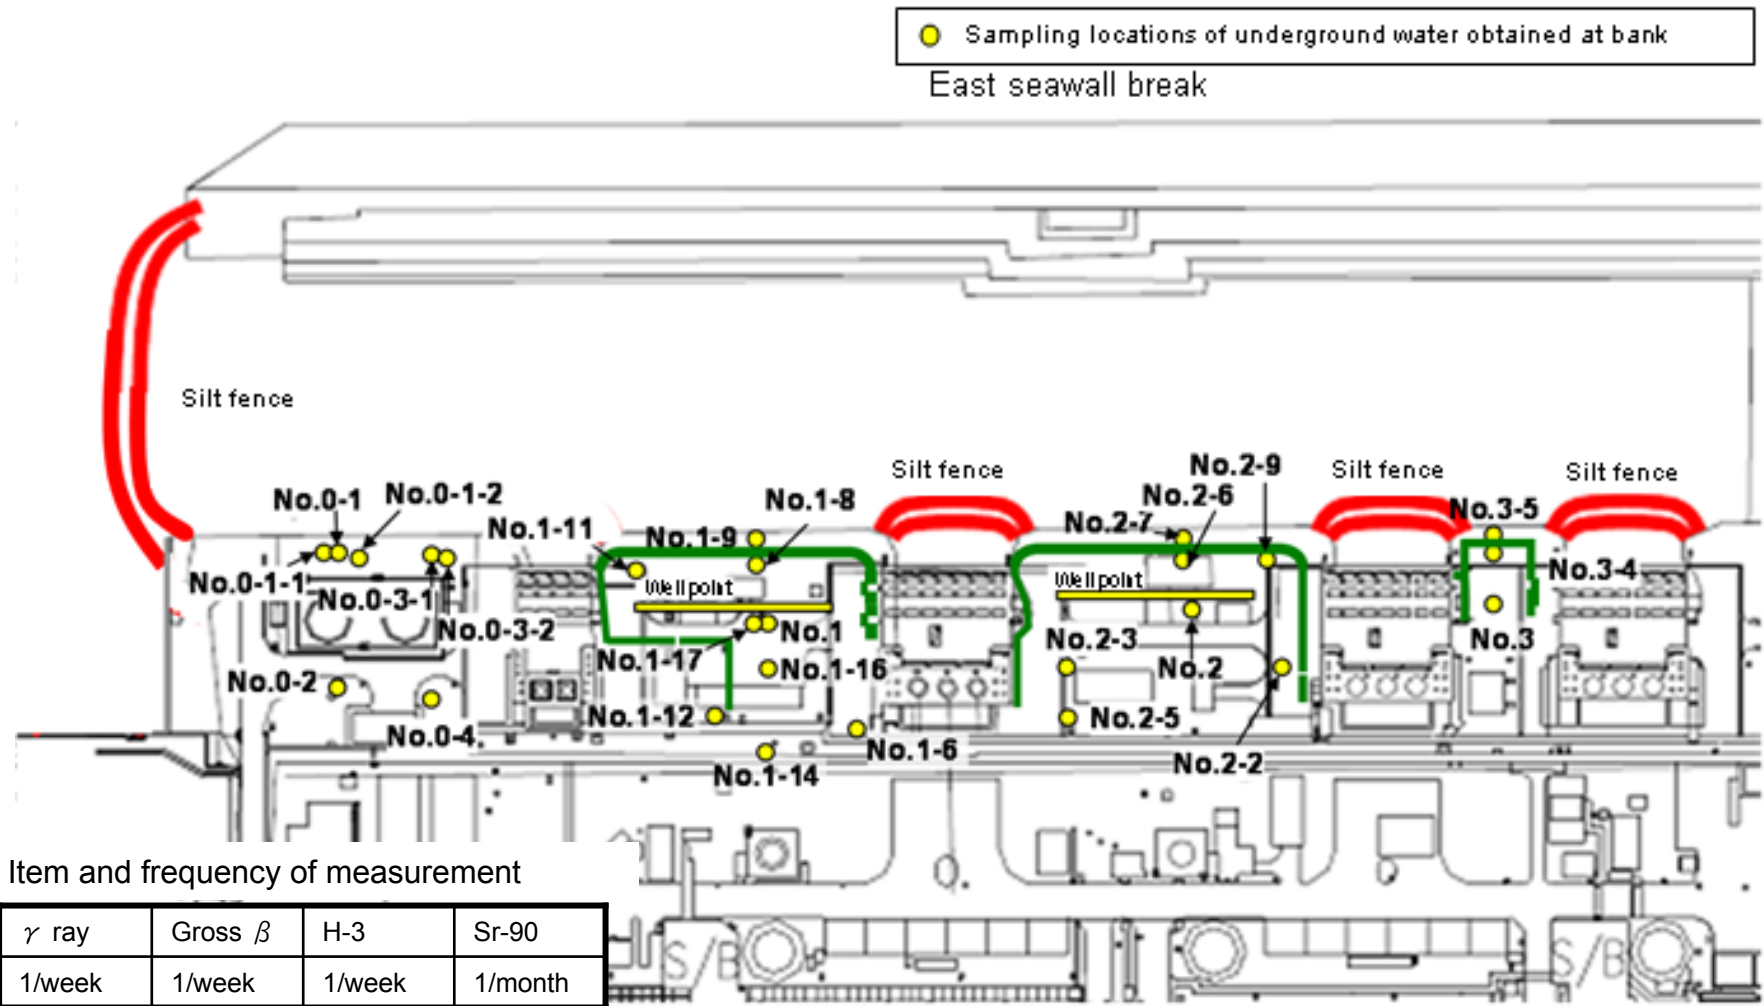 Sampling locations of underground water obtained at bank
East seawall break
Silt fence
Silt fence
Silt fence
Silt fence
No.0-1
No.0-1-2
No.1-11
No.1-9
No.1-8
No.2-9
No.2-6
No.2-7
No.3-5
No.0-1-1
No.0-3-1
No.0-3-2
Wellpoint
Wellpoint
No.3-4
No.1
No.1-17
No.1-16
No.2-3
No.2
No.3
No.0-2
No.0-4
No.1-12
No.1-6
No.1-14
No.2-5
No.2-2
Item and frequency of measurement
γ ray
Gross β
H-3
Sr-90
1/week
1/week
1/week
1/month
S/B
S/B